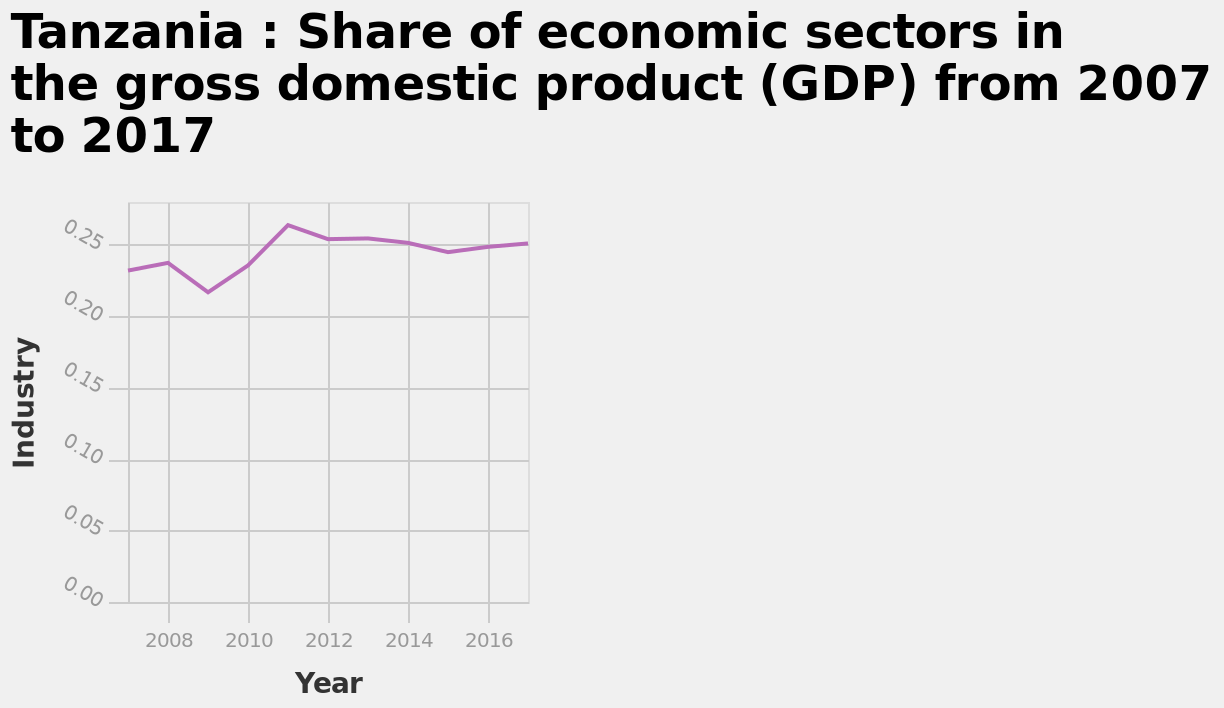 Tanzania : Share of economic sectors in
the gross domestic product (GDP) from 2007
to 2017
0.25
0.20
0.15
0.10
0.05
0.00
Industry
2008 2010 2012 2014 2016
Year